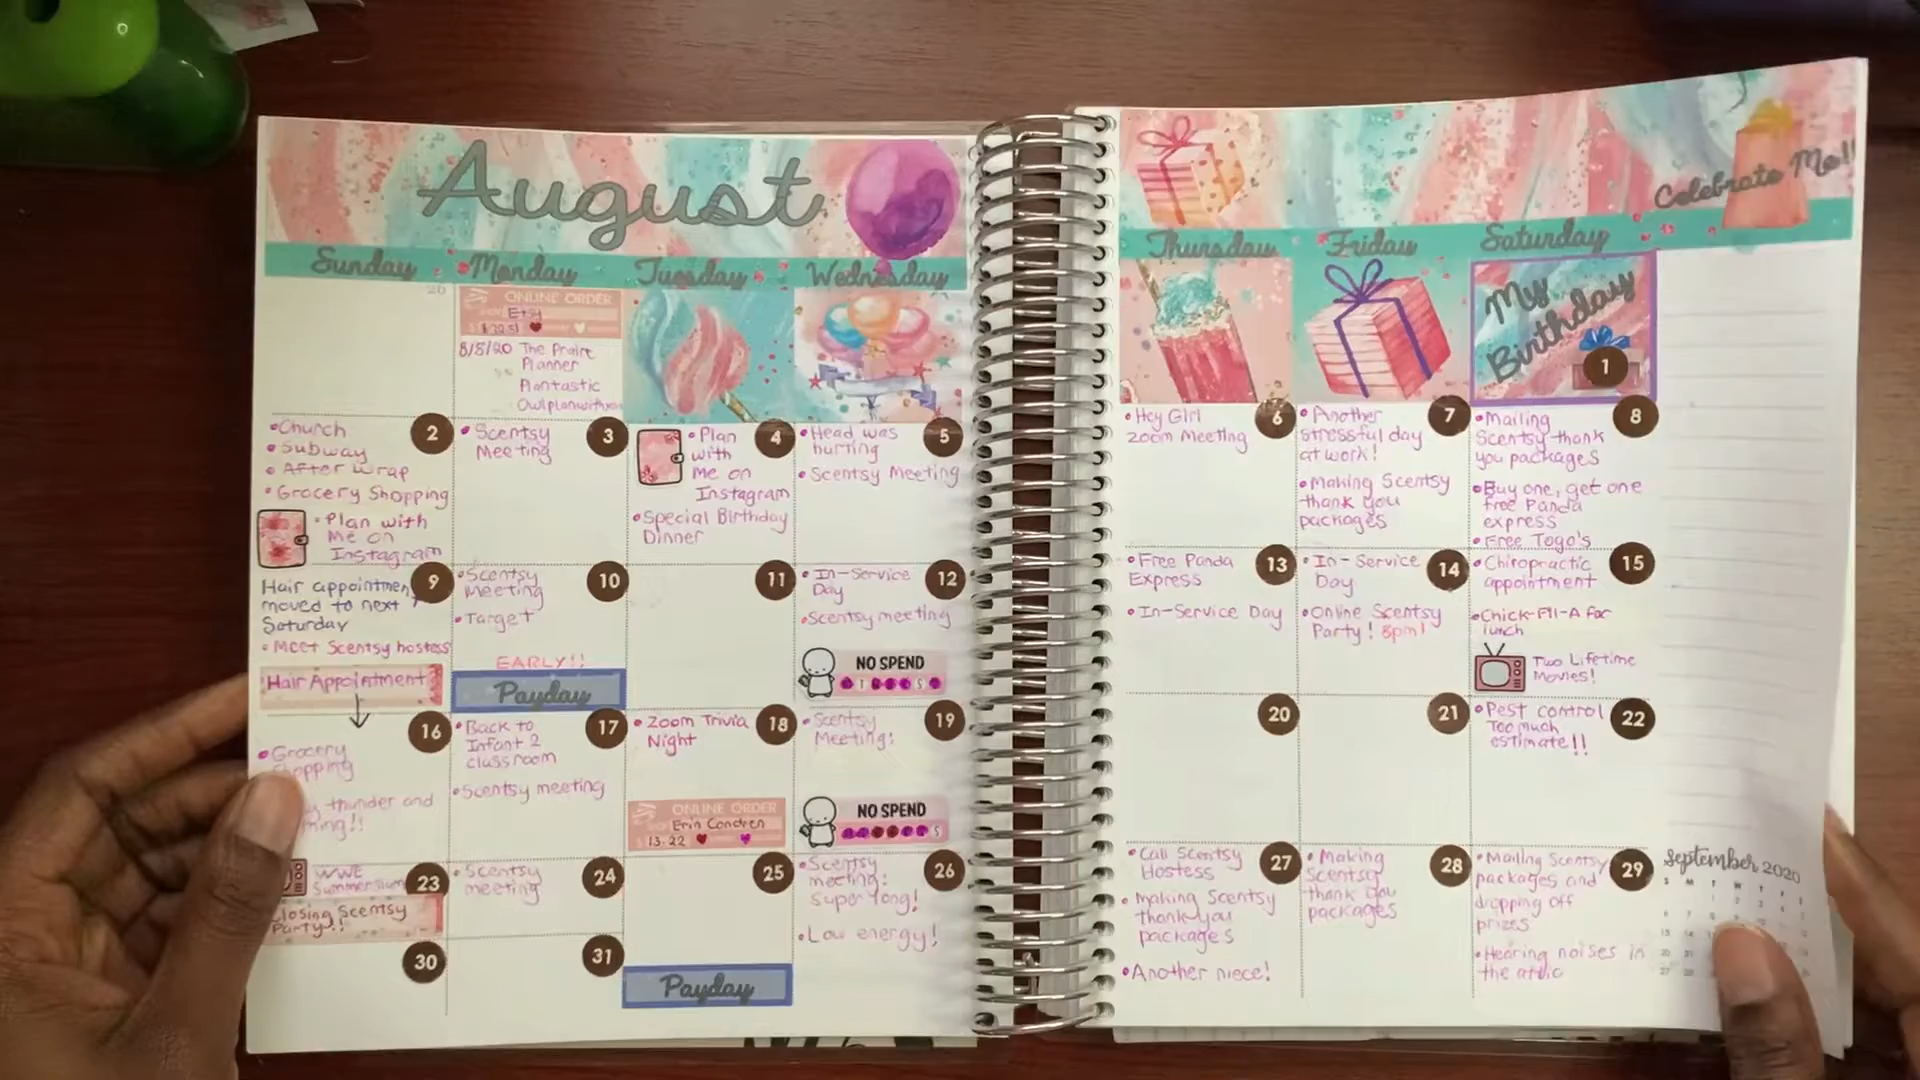 August
Celebrate Me!!
Sunday Monday Tuesday Wednesday Thursday Friday Saturday
26
ONLINE ORDER
Etsy
8/5/20 The Prairie
Planner
Plantastic
My
Birthday
1
2
•Church
•Subway
•After wrap
•Grocery Shopping
•Plan with
Me on
Instagram
3
•Scentsy
Meeting
4
•Plan
with
Me on
Instagram
•Special Birthday
Dinner
5
•Head was
hurting
•Scentsy Meeting
6
•Hey Girl
Zoom Meeting
7
•Another
stressful day
at work!
•Making Scentsy
thank you
packages
8
•Mailing
Scentsy thank
you packages
•Buy one, get one
free Panda
express
•Free Togo's
9
Hair appointment
moved to next
Saturday
•Meet Scentsy hostess
Hair Appointment
10
•Scentsy
Meeting
•Target
EARLY!!
Payday
11
12
•In-Service
Day
•Scentsy meeting
NO SPEND
13
•Free Panda
Express
•In-Service Day
14
•In-Service
Day
•Online Scentsy
Party! 8pm!
15
•Chiropractic
appointment
•Chick-Fil-A for
lunch
Two Lifetime
Movies!
16
•Grocery
Shopping
thunder and
17
•Back to
Infant 2
classroom
•Scentsy meeting
18
•Zoom Trivia
Night
ONLINE ORDER
Erin Condren
13.22
19
•Scentsy
Meeting!
NO SPEND
20
21
22
•Pest control
Too much
estimate!!
23
WWE
Summerslam
Closing Scentsy
Party!!
24
•Scentsy
meeting
25
Payday
26
•Scentsy
meeting:
super long!
•Low energy!
27
•Call Scentsy
Hostess
•Making Scentsy
thank you
packages
•Another niece!
28
•Making
Scentsy
thank you
packages
29
•Mailing Scentsy
packages and
dropping off
prizes
•Hearing noises in
the attic
30
31
September 2020